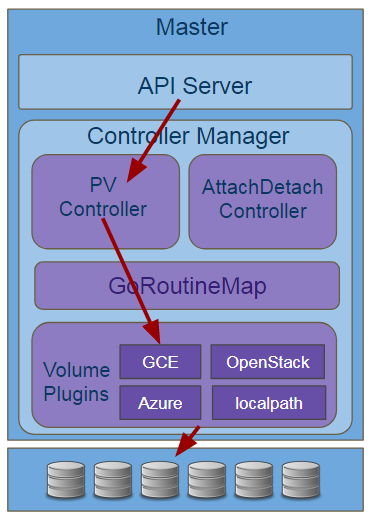 Master
API Server
Controller Manager
PV
Controller
AttachDetach
Controller
GoRoutineMap
Volume
Plugins
GCE
OpenStack
Azure
localpath